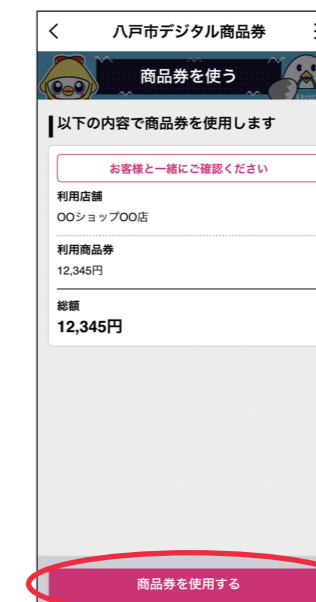 八戸市デジタル商品券
商品券を使う
以下の内容で商品券を使用します
お客様と一緒にご確認ください
利用店舗
〇〇ショップ〇〇店
利用商品券
12,345円
総額
12,345円
商品券を使用する